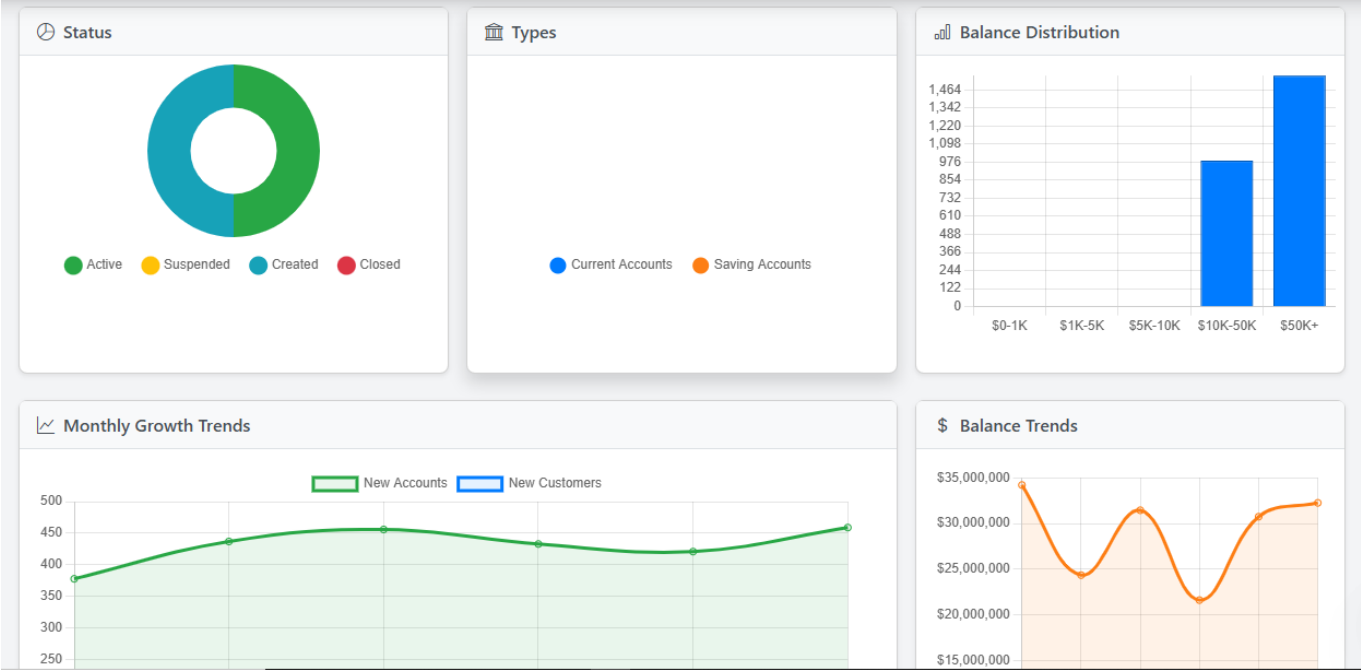 Status
Active Suspended Created Closed
Types
Current Accounts Saving Accounts
Balance Distribution
1,464
1,342
1,220
1,098
976
854
732
610
488
366
244
122
0
$0-1K $1K-5K $5K-10K $10K-50K $50K+
Monthly Growth Trends
New Accounts New Customers
500
450
400
350
300
250
$ Balance Trends
$35,000,000
$30,000,000
$25,000,000
$20,000,000
$15,000,000